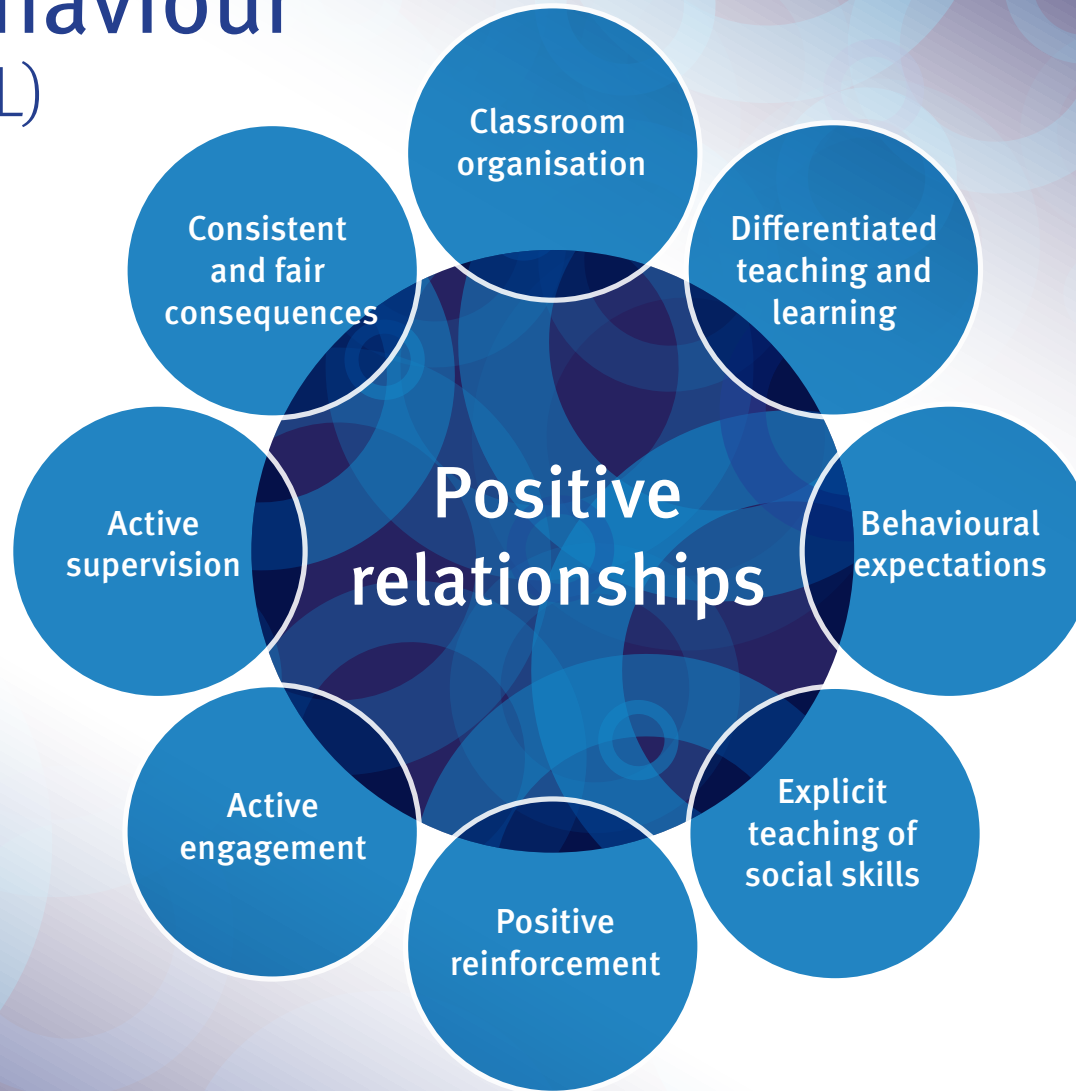 haviour
L)
Classroom
organisation
Differentiated
teaching and
learning
Behavioural
expectations
Explicit
teaching of
social skills
Positive
reinforcement
Active
engagement
Active
supervision
Consistent
and fair
consequences
Positive
relationships